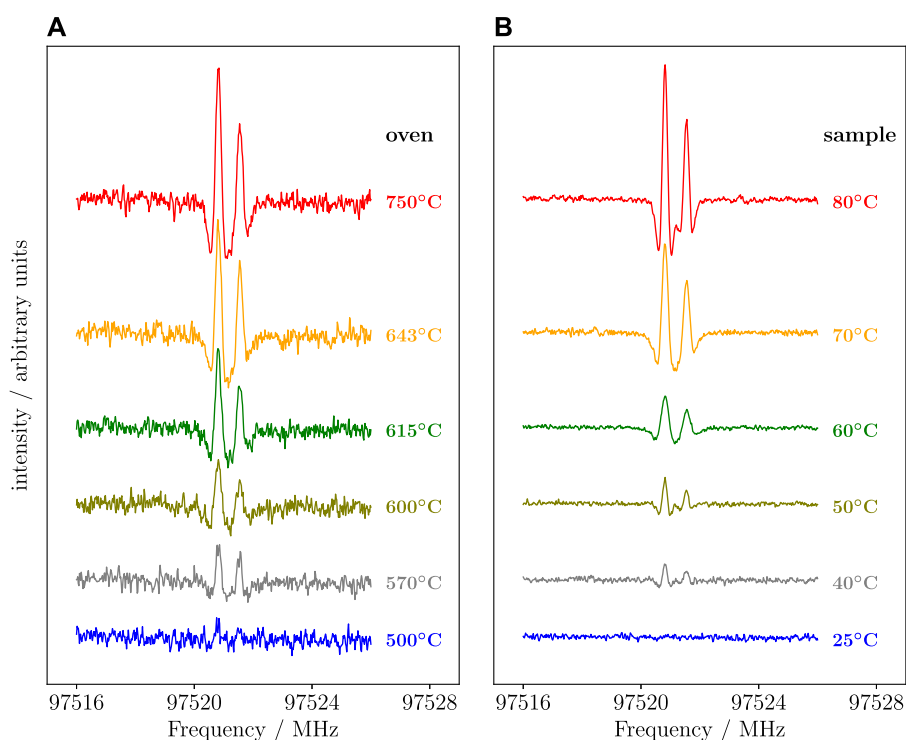 A
oven
750°C
643°C
615°C
600°C
570°C
500°C
intensity / arbitrary units
97516 97520 97524 97528
Frequency / MHz
B
sample
80°C
70°C
60°C
50°C
40°C
25°C
97516 97520 97524 97528
Frequency / MHz